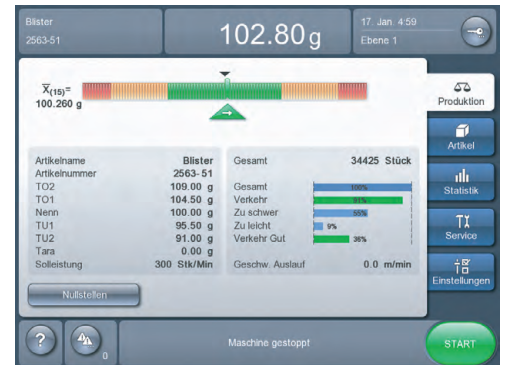 Blister
2563-51
102.80 g
17. Jan. 4:59
Ebene 1
X(15)=
100.260 g
Produktion
Artikel
Statistik
Service
Einstellungen
Artikelname Blister
Artikelnummer 2563-51
TO2 109.00 g
TO1 104.50 g
Nenn 100.00 g
TU1 95.50 g
TU2 91.00 g
Tara 0.00 g
Solleistung 300 Stk/Min
Gesamt 34425 Stück
Gesamt 100%
Verkehr 91%
Zu schwer 55%
Zu leicht 9%
Verkehr Gut 36%
Geschw. Auslauf 0.0 m/min
Nullstellen
? 0
Maschine gestoppt
START